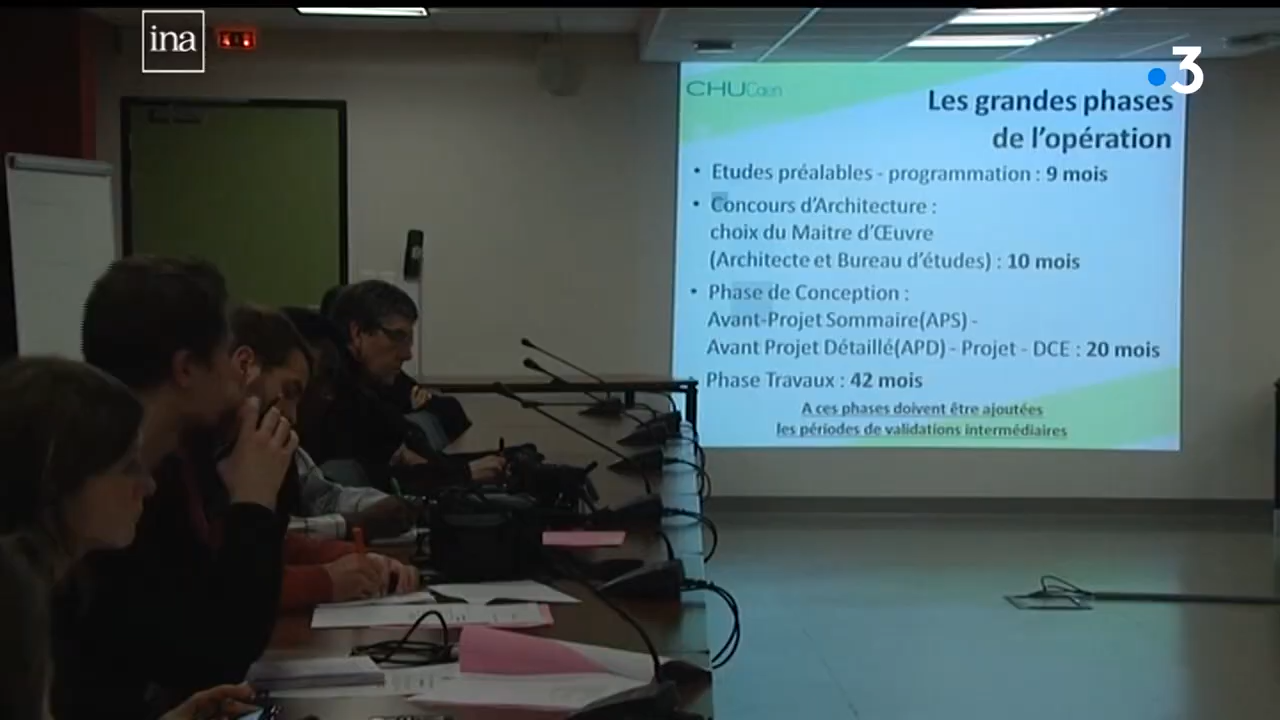 ina
3
CHUCaen
Les grandes phases
de l'opération
• Etudes préalables - programmation : 9 mois
• Concours d'Architecture :
choix du Maitre d'Œuvre
(Architecte et Bureau d'études) : 10 mois
• Phase de Conception :
Avant-Projet Sommaire(APS) -
Avant Projet Détaillé(APD) - Projet - DCE : 20 mois
Phase Travaux : 42 mois
A ces phases doivent être ajoutées
les périodes de validations intermédiaires